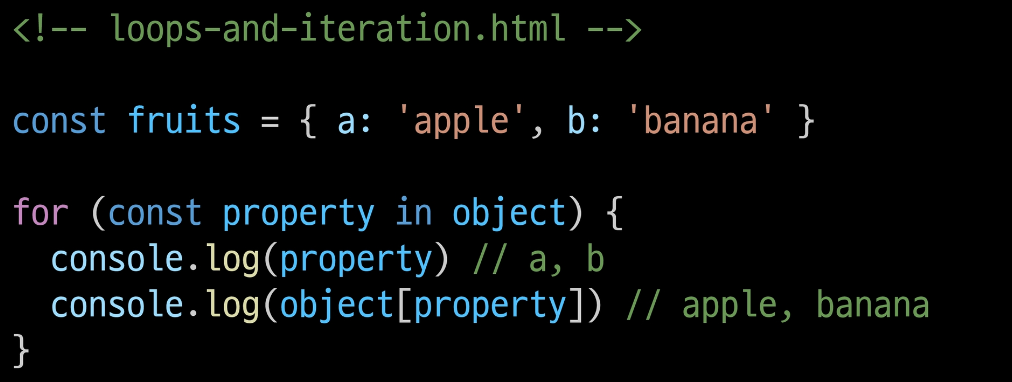 <!-- loops-and-iteration.html -->
const fruits = { a: 'apple', b: 'banana' }
for (const property in object) {
console.log(property) // a, b
console.log(object[property]) // apple, banana
}